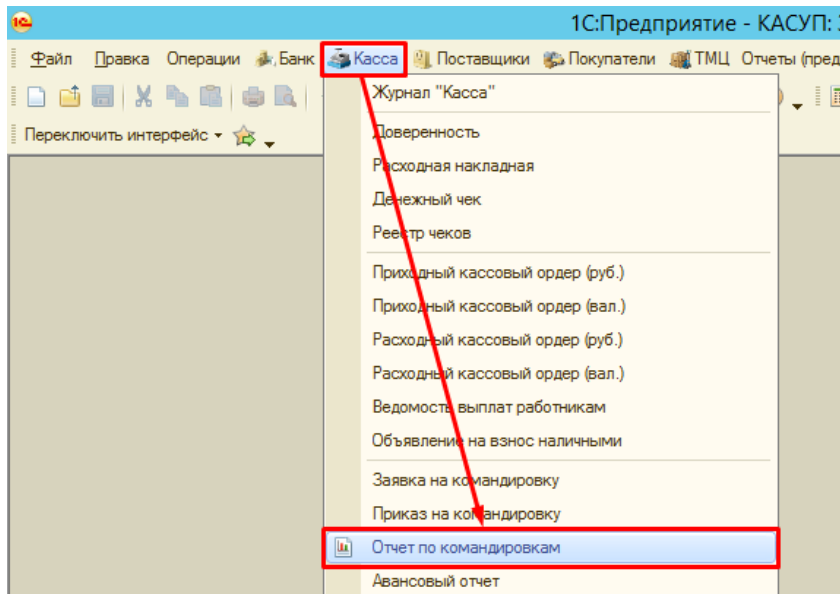 1С:Предприятие - КАСУП:
Файл Правка Операции Банк Касса Поставщики Покупатели ТМЦ Отчеты (пред
Журнал "Касса"
Переключить интерфейс
Доверенность
Расходная накладная
Денежный чек
Реестр чеков
Приходный кассовый ордер (руб.)
Приходный кассовый ордер (вал.)
Расходный кассовый ордер (руб.)
Расходный кассовый ордер (вал.)
Ведомость выплат работникам
Объявление на взнос наличными
Заявка на командировку
Приказ на командировку
Отчет по командировкам
Авансовый отчет